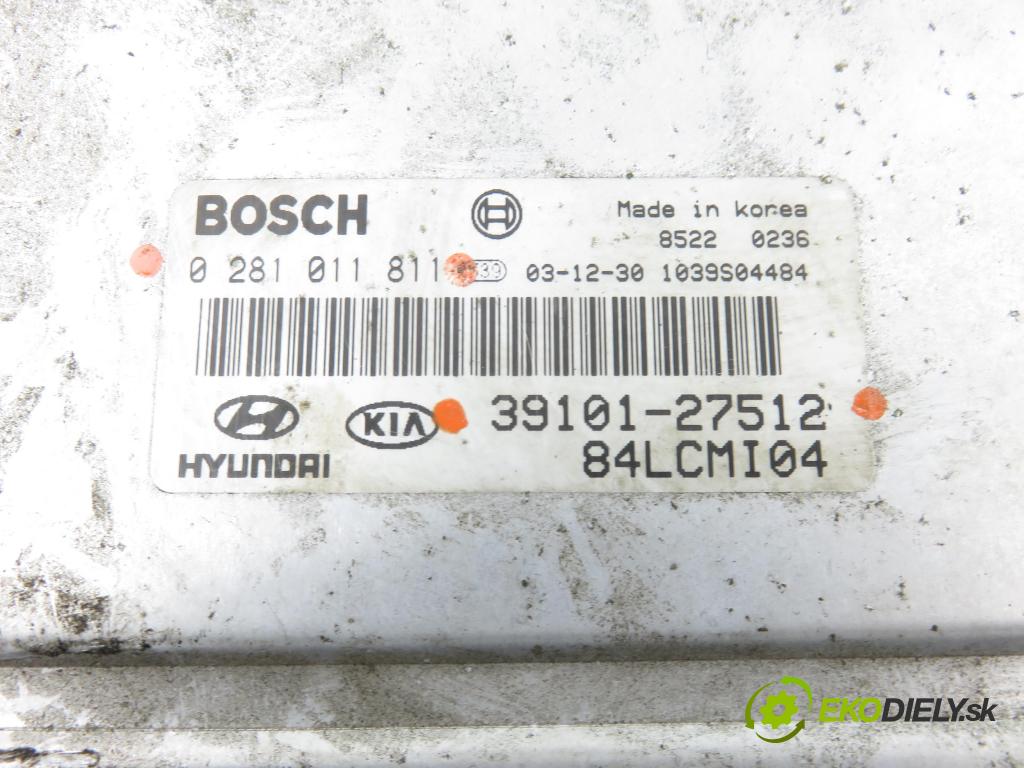 BOSCH
Made in korea
8522 0236
0 281 011 811 39 03-12-30 1039S04484
HYUNDAI
KIA
39101-27512
84LCMI04
EKODIELY.sk